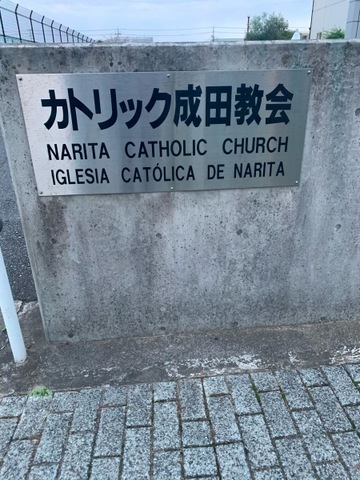 カトリック成田教会
NARITA CATHOLIC CHURCH
IGLESIA CATÓLICA DE NARITA